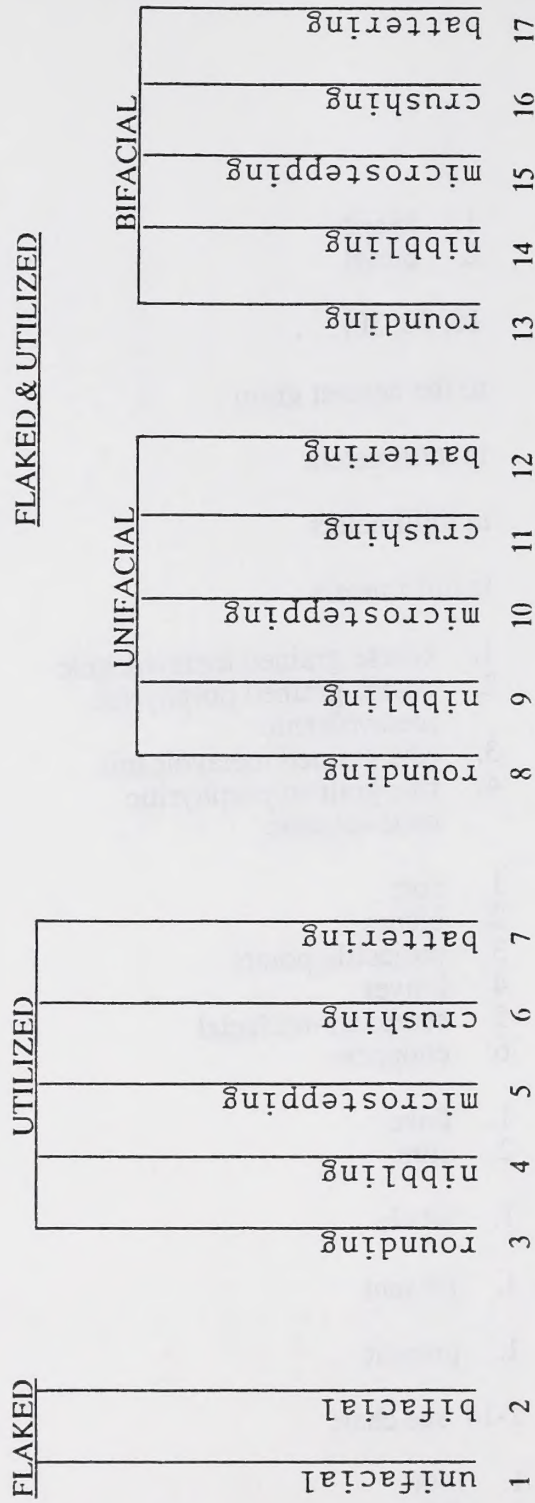 FLAKED
unifacial 1
bifacial 2
UTILIZED
rounding 3
nibbling 4
microstepping 5
crushing 6
battering 7
FLAKED & UTILIZED
UNIFACIAL
rounding 8
nibbling 9
microstepping 10
crushing 11
battering 12
BIFACIAL
rounding 13
nibbling 14
microstepping 15
crushing 16
battering 17